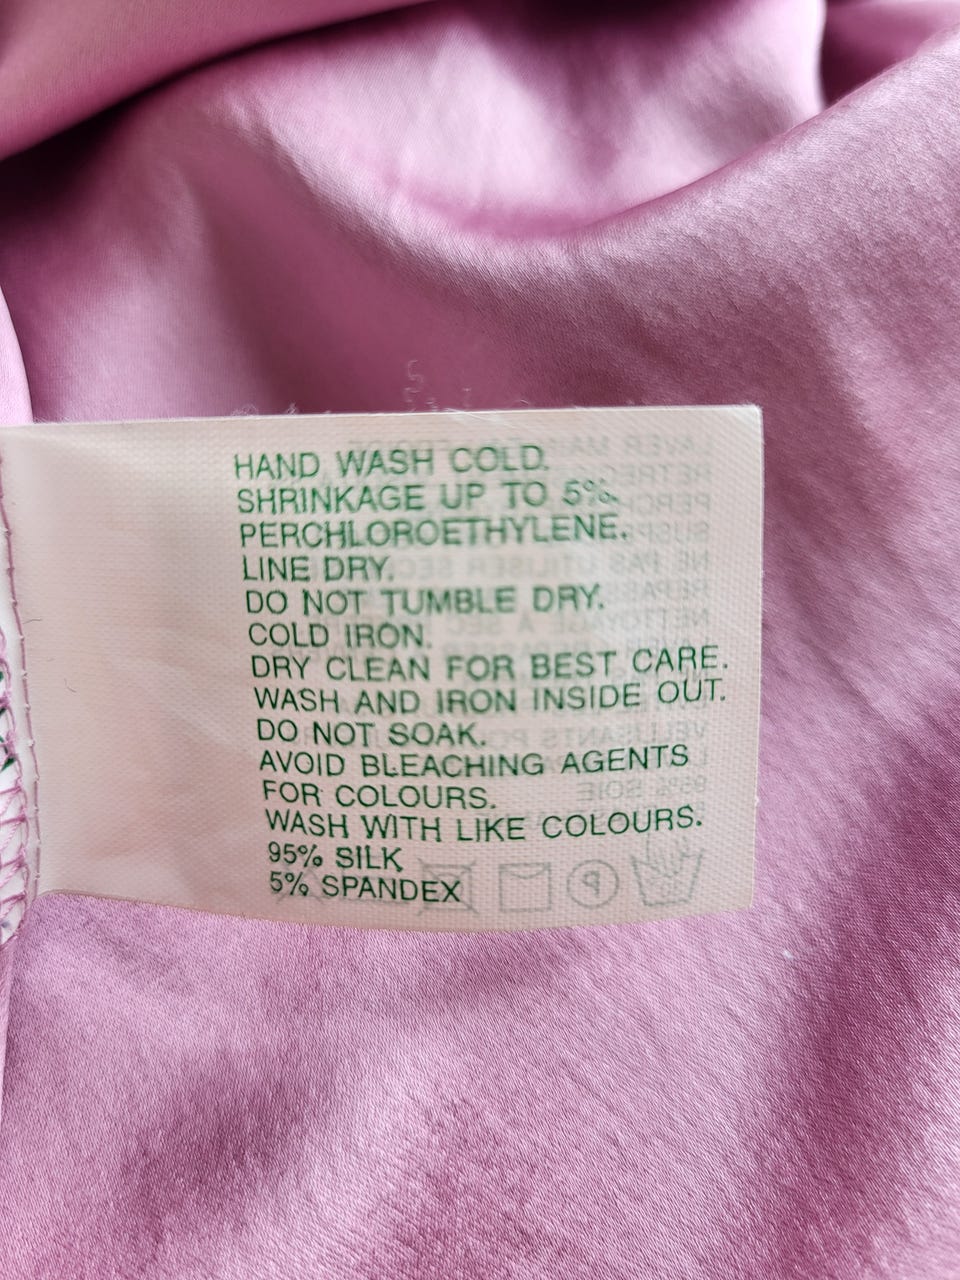 HAND WASH COLD.
SHRINKAGE UP TO 5%.
PERCHLOROETHYLENE.
LINE DRY.
DO NOT TUMBLE DRY.
COLD IRON.
DRY CLEAN FOR BEST CARE.
WASH AND IRON INSIDE OUT.
DO NOT SOAK.
AVOID BLEACHING AGENTS
FOR COLOURS.
WASH WITH LIKE COLOURS.
95% SILK
5% SPANDEX